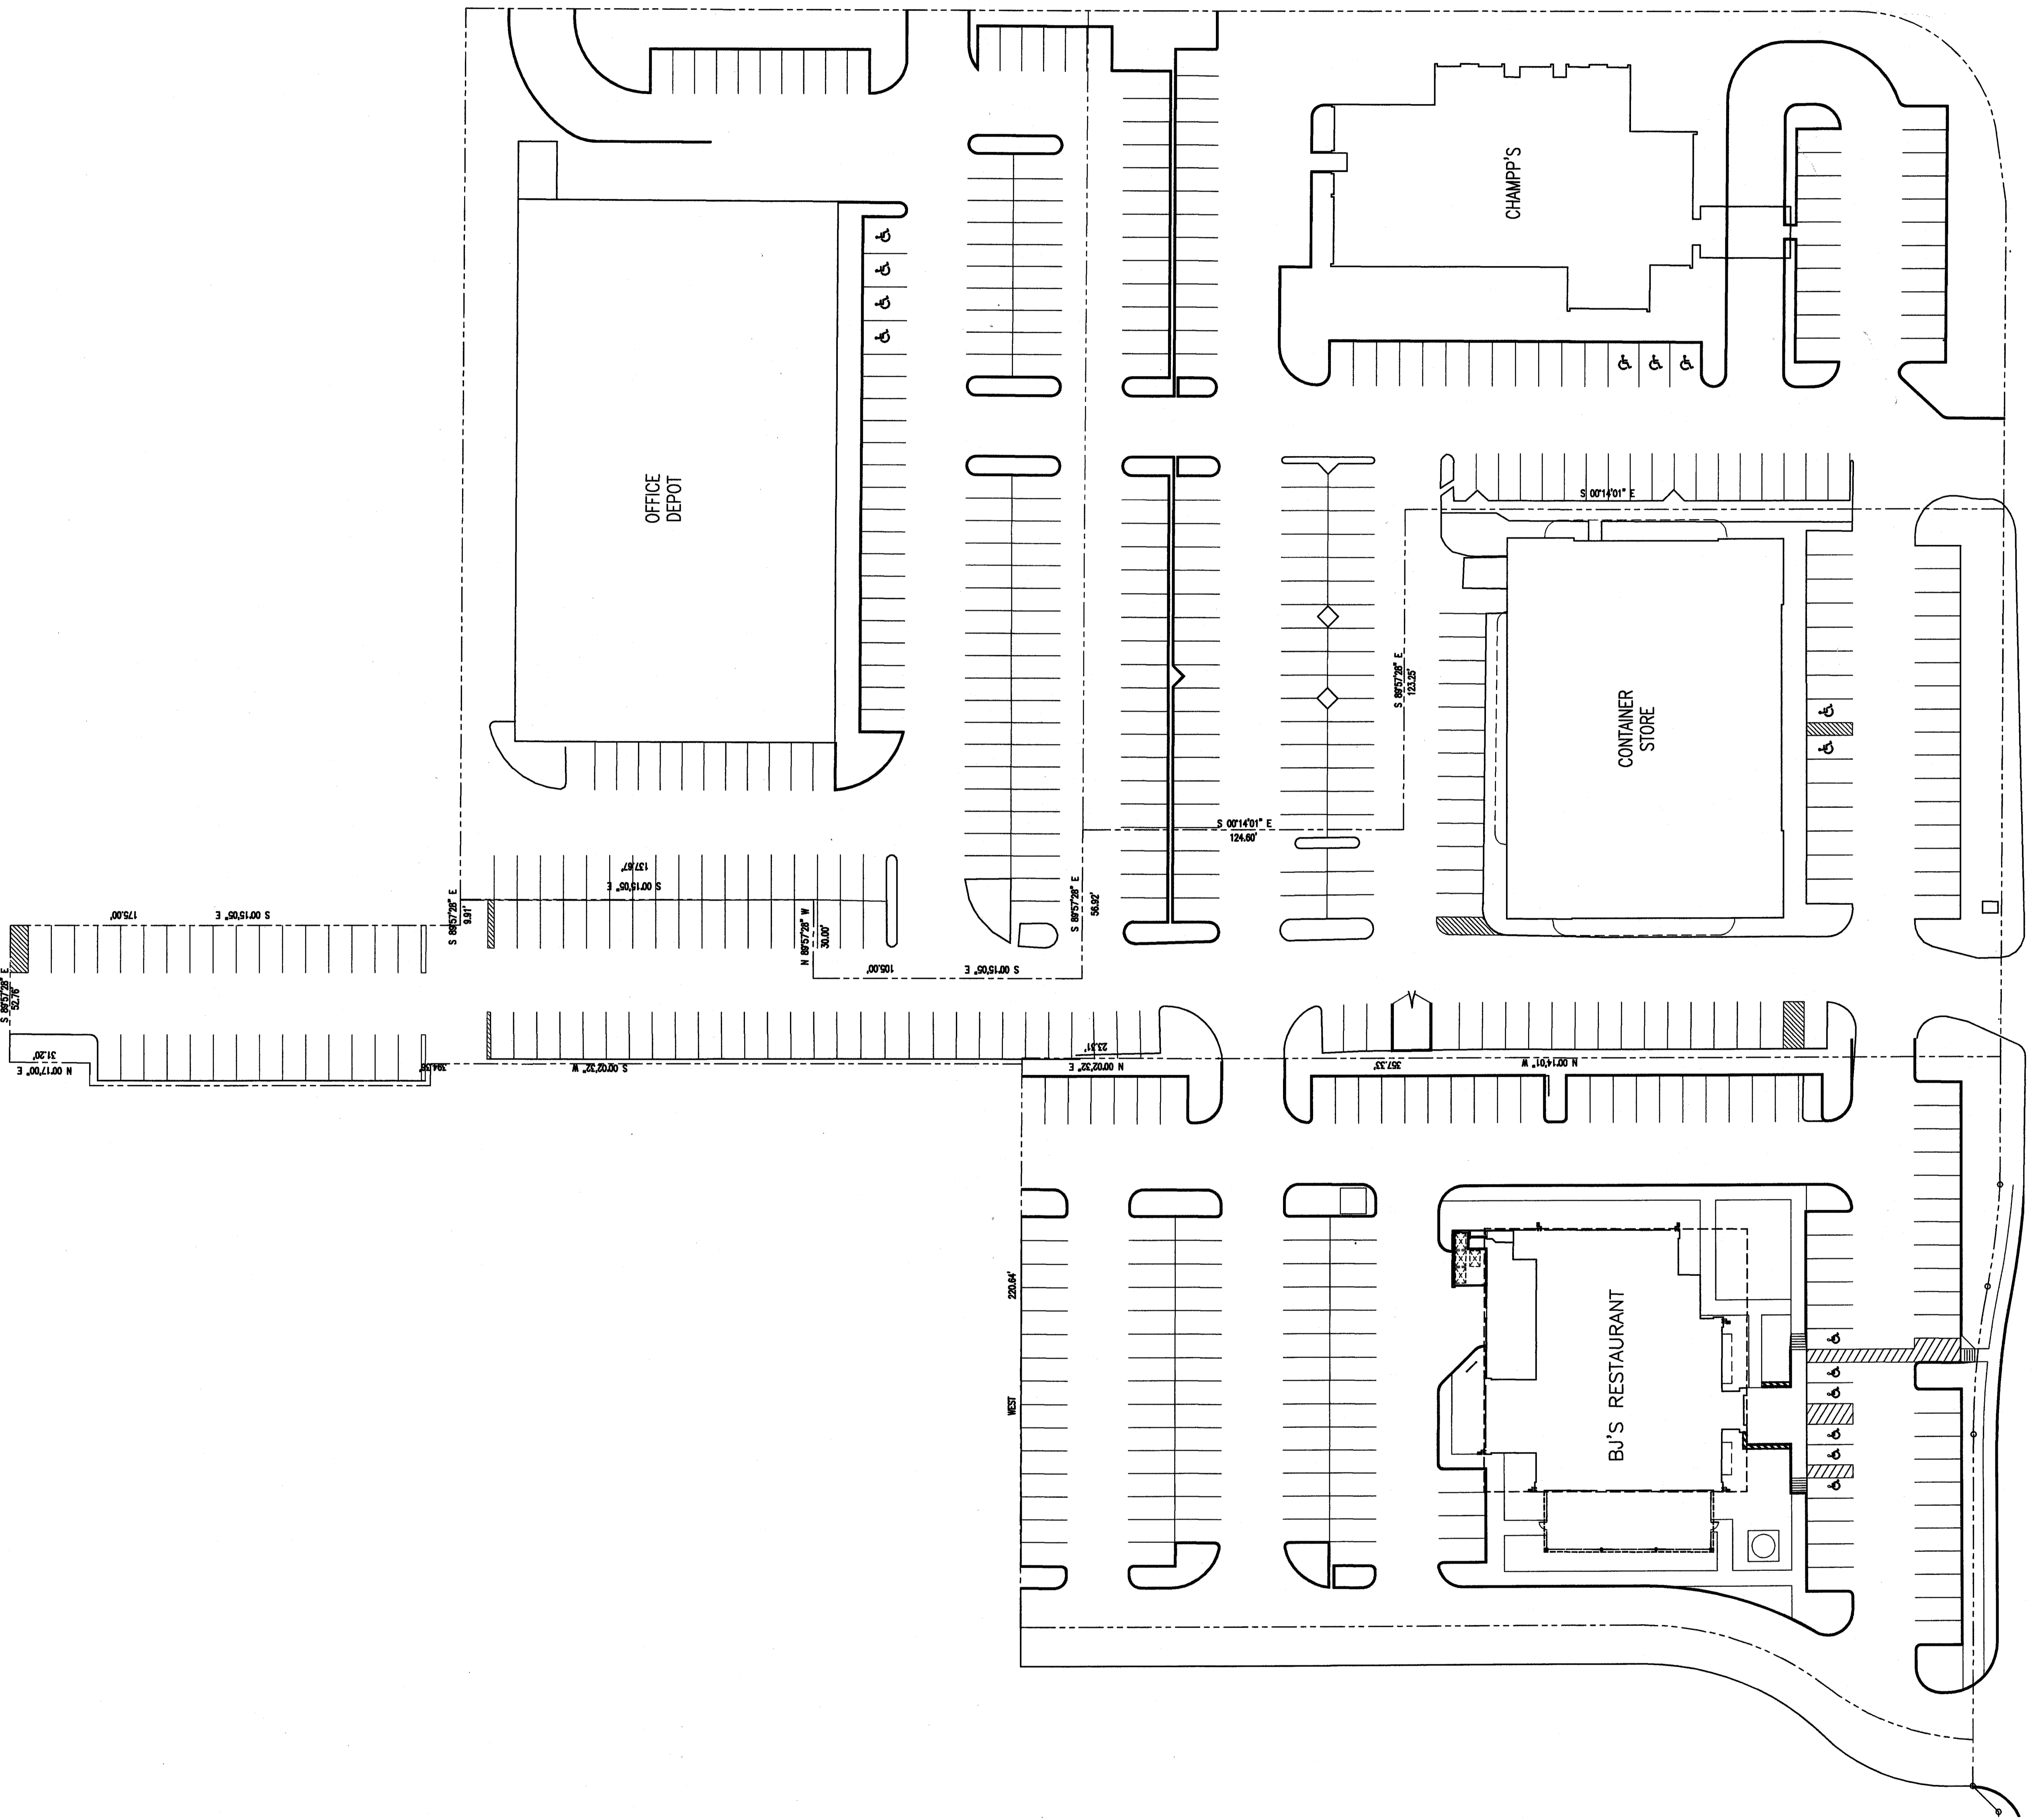 CHAMPP'S
OFFICE
DEPOT
S 00°14'01" E
S 89°57'28" E
123.25'
CONTAINER
STORE
S 00°14'01" E
124.60'
137.67'
S 00°15'05" E
S 89°57'28" E
9.91'
175.00'
S 00°15'05" E
N 89°57'28" W
30.00'
S 89°57'28" E
56.92'
105.00'
S 00°15'05" E
S 89°57'28" E
52.76'
31.20'
N 00°17'00" E
394.38'
S 00°02'32" W
23.31'
N 00°02'32" E
357.33'
N 00°14'01" W
220.64'
WEST
BJ'S RESTAURANT